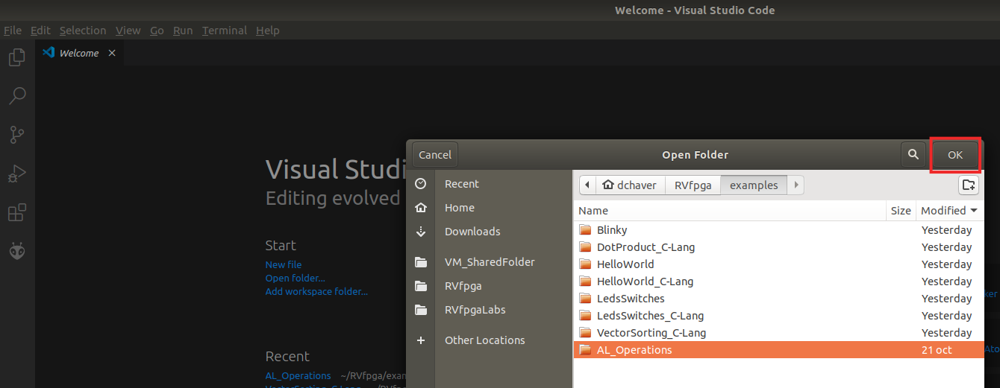 Welcome - Visual Studio Code
File Edit Selection View Go Run Terminal Help
Welcome
Visual Studi
Editing evolved
Start
New file
Open folder...
Add workspace folder...
Recent
AL_Operations ~/RVfpga/exam
Cancel Open Folder OK
Recent
Home
Downloads
VM_SharedFolder
RVfpga
RVfpgaLabs
Other Locations
dchaver RVfpga examples
Name Size Modified
Blinky Yesterday
DotProduct_C-Lang Yesterday
HelloWorld Yesterday
HelloWorld_C-Lang Yesterday
LedsSwitches Yesterday
LedsSwitches_C-Lang Yesterday
VectorSorting_C-Lang Yesterday
AL_Operations 21 oct
ker
Ato